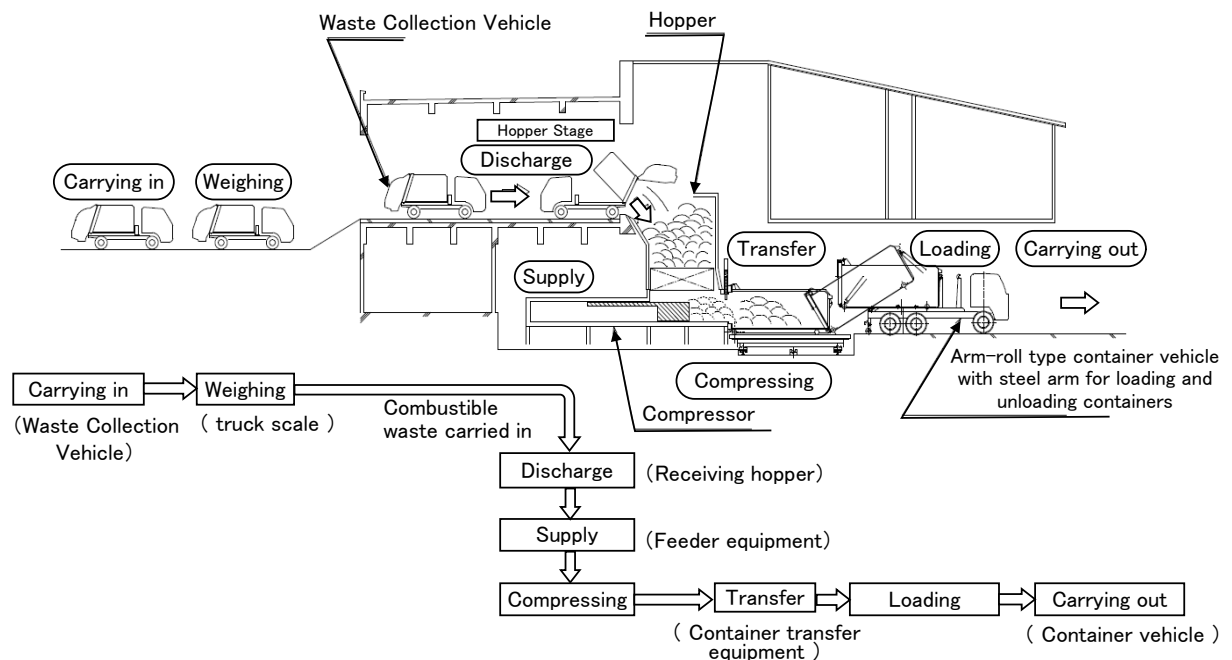 Waste Collection Vehicle
Hopper
Hopper Stage
Discharge
Carrying in
Weighing
Supply
Transfer
Loading
Carrying out
Compressing
Compressor
Arm-roll type container vehicle
with steel arm for loading and
unloading containers
Carrying in
(Waste Collection
Vehicle)
Weighing
( truck scale )
Combustible
waste carried in
Discharge
(Receiving hopper)
Supply
(Feeder equipment)
Compressing
Transfer
( Container transfer
equipment )
Loading
Carrying out
( Container vehicle )